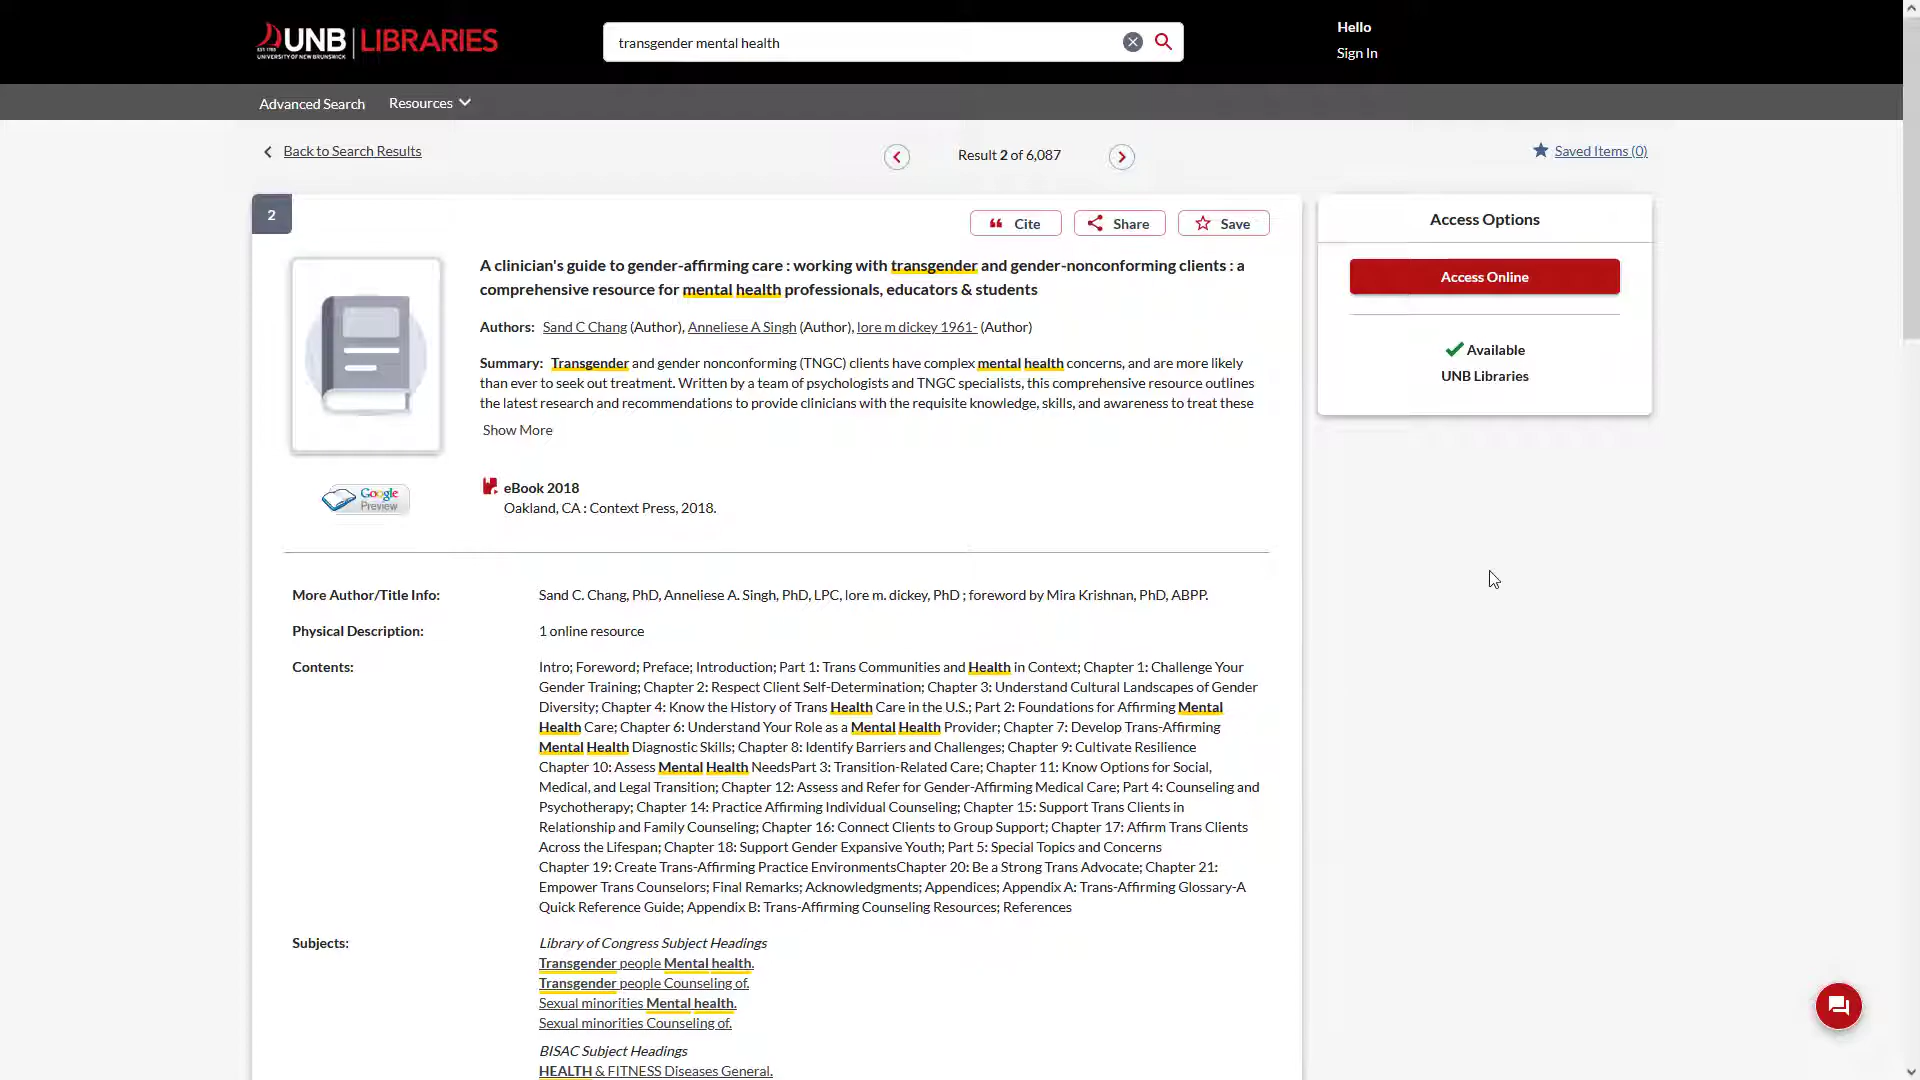 EST. 1785 UNB LIBRARIES
UNIVERSITY OF NEW BRUNSWICK
transgender mental health
Hello
Sign In
Advanced Search
Resources
Back to Search Results
Result 2 of 6,087
Saved Items (0)
2
Cite
Share
Save
A clinician's guide to gender-affirming care : working with transgender and gender-nonconforming clients : a
comprehensive resource for mental health professionals, educators & students
Authors: Sand C Chang (Author), Anneliese A Singh (Author), lore m dickey 1961- (Author)
Summary: Transgender and gender nonconforming (TNGC) clients have complex mental health concerns, and are more likely
than ever to seek out treatment. Written by a team of psychologists and TNGC specialists, this comprehensive resource outlines
the latest research and recommendations to provide clinicians with the requisite knowledge, skills, and awareness to treat these
Show More
Google
Preview
eBook 2018
Oakland, CA : Context Press, 2018.
Access Options
Access Online
Available
UNB Libraries
More Author/Title Info: Sand C. Chang, PhD, Anneliese A. Singh, PhD, LPC, lore m. dickey, PhD ; foreword by Mira Krishnan, PhD, ABPP.
Physical Description: 1 online resource
Contents: Intro; Foreword; Preface; Introduction; Part 1: Trans Communities and Health in Context; Chapter 1: Challenge Your
Gender Training; Chapter 2: Respect Client Self-Determination; Chapter 3: Understand Cultural Landscapes of Gender
Diversity; Chapter 4: Know the History of Trans Health Care in the U.S.; Part 2: Foundations for Affirming Mental
Health Care; Chapter 6: Understand Your Role as a Mental Health Provider; Chapter 7: Develop Trans-Affirming
Mental Health Diagnostic Skills; Chapter 8: Identify Barriers and Challenges; Chapter 9: Cultivate Resilience
Chapter 10: Assess Mental Health NeedsPart 3: Transition-Related Care; Chapter 11: Know Options for Social,
Medical, and Legal Transition; Chapter 12: Assess and Refer for Gender-Affirming Medical Care; Part 4: Counseling and
Psychotherapy; Chapter 14: Practice Affirming Individual Counseling; Chapter 15: Support Trans Clients in
Relationship and Family Counseling; Chapter 16: Connect Clients to Group Support; Chapter 17: Affirm Trans Clients
Across the Lifespan; Chapter 18: Support Gender Expansive Youth; Part 5: Special Topics and Concerns
Chapter 19: Create Trans-Affirming Practice EnvironmentsChapter 20: Be a Strong Trans Advocate; Chapter 21:
Empower Trans Counselors; Final Remarks; Acknowledgments; Appendices; Appendix A: Trans-Affirming Glossary-A
Quick Reference Guide; Appendix B: Trans-Affirming Counseling Resources; References
Subjects: Library of Congress Subject Headings
Transgender people Mental health.
Transgender people Counseling of.
Sexual minorities Mental health.
Sexual minorities Counseling of.
BISAC Subject Headings
HEALTH & FITNESS Diseases General.